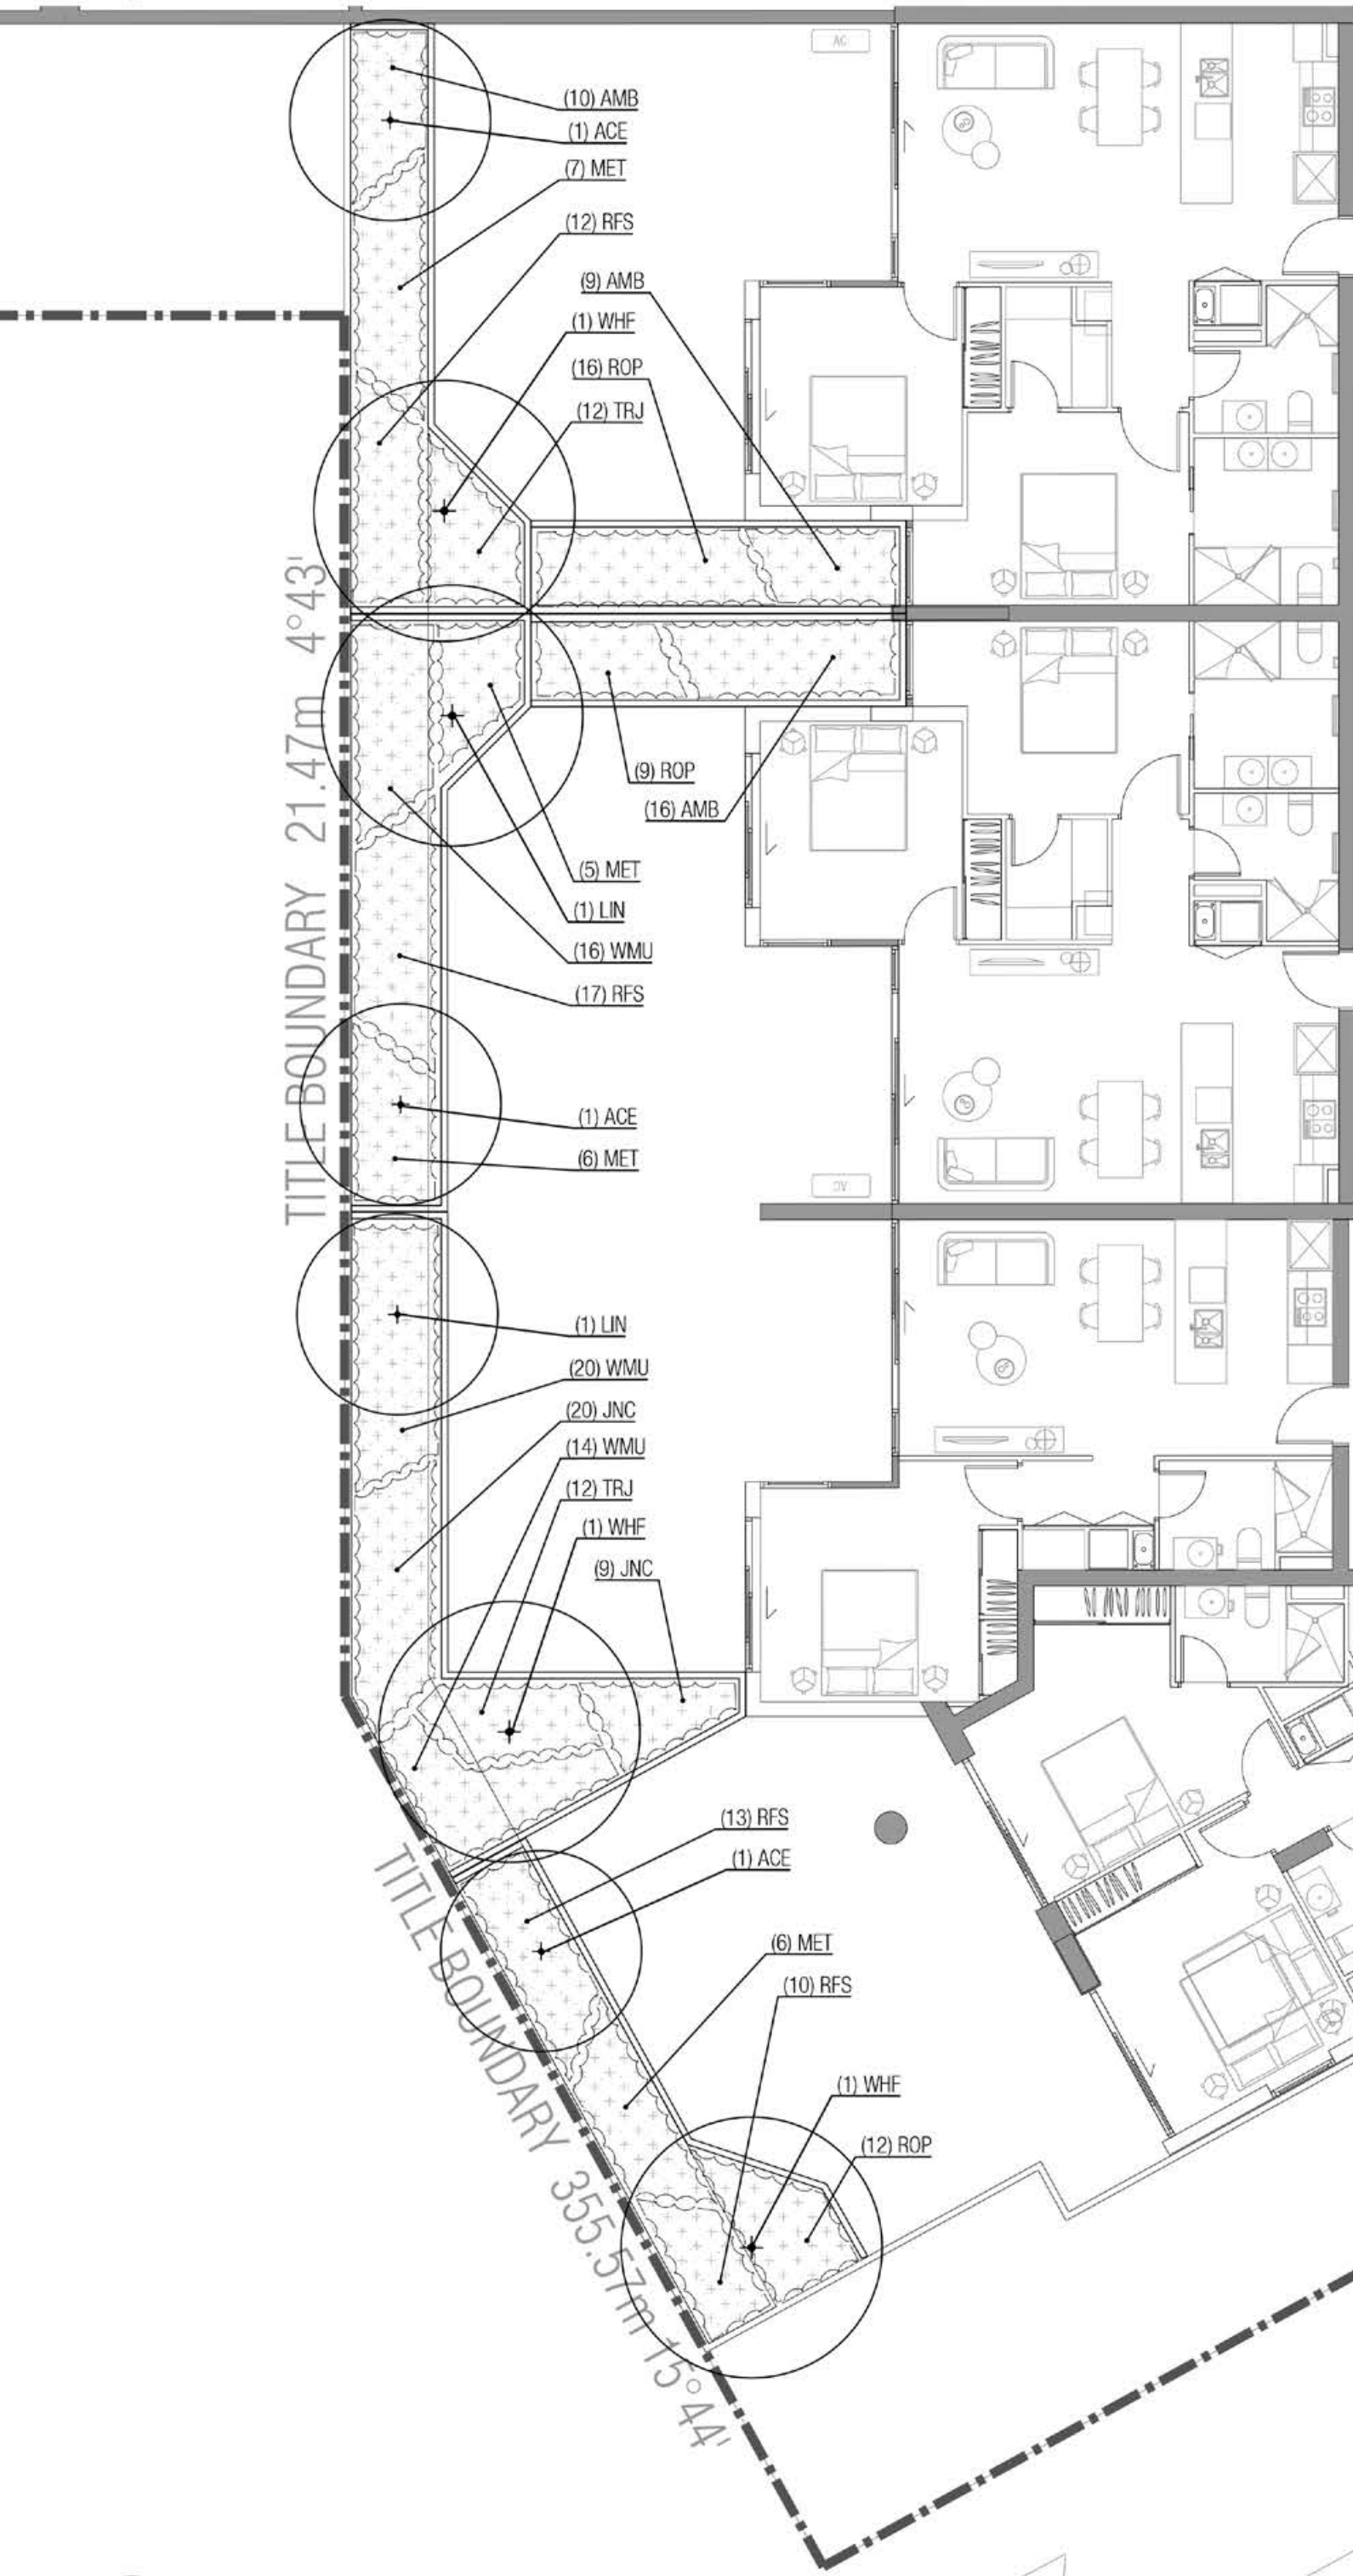 AC
(10) AMB
(1) ACE
(7) MET
(12) RFS
(9) AMB
(1) WHF
(16) ROP
(12) TRJ
TITLE BOUNDARY 21.47m 4°43'
(9) ROP
(16) AMB
(5) MET
(1) LIN
(16) WMU
(17) RFS
(1) ACE
(6) MET
AC
(1) LIN
(20) WMU
(20) JNC
(14) WMU
(12) TRJ
(1) WHF
(9) JNC
(13) RFS
(1) ACE
(6) MET
(10) RFS
(1) WHF
(12) ROP
TITLE BOUNDARY 355.57m 15°44'